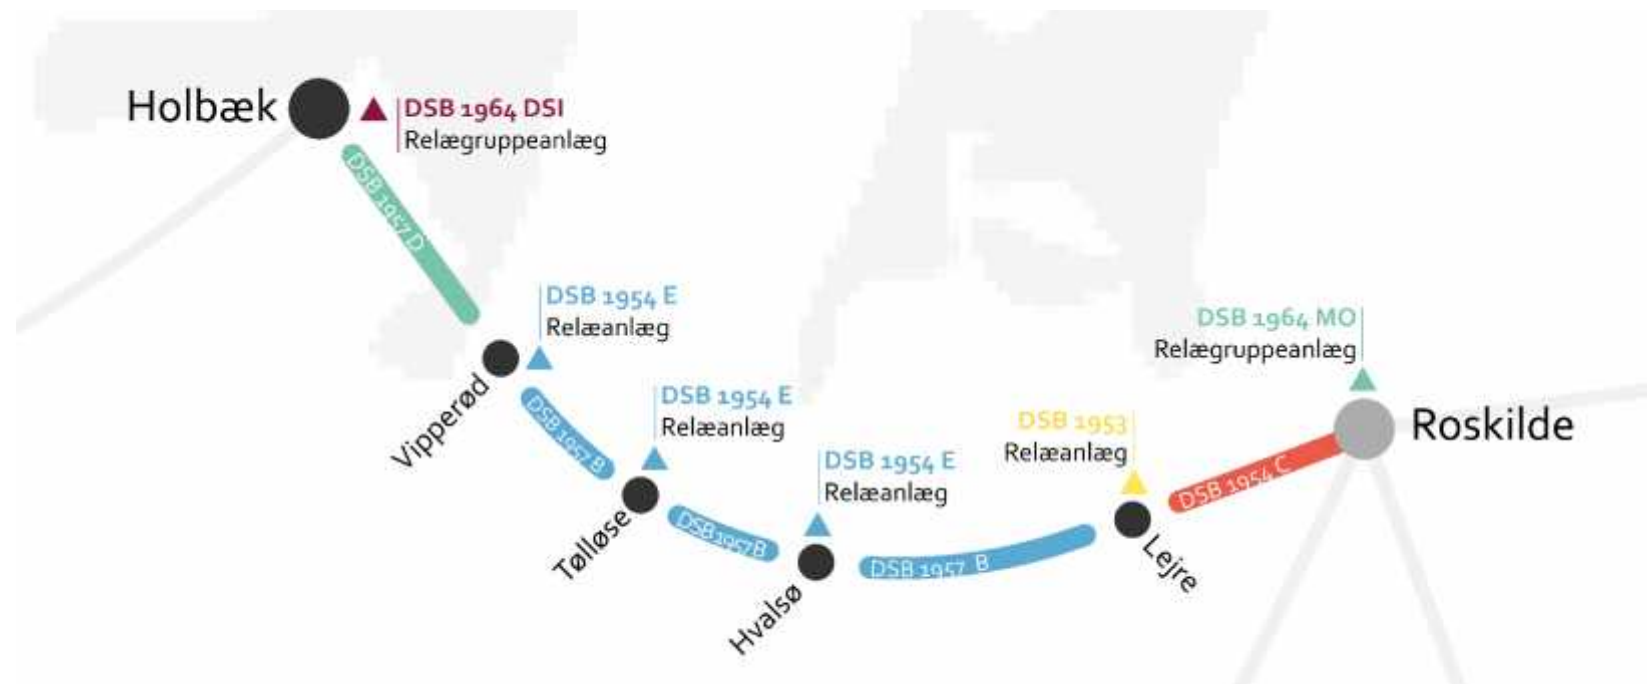 Holbæk
DSB 1964 DSI
Relægruppeanlæg
DSB 1957 D
DSB 1954 E
Relæanlæg
Vipperød
DSB 1957 B
DSB 1954 E
Relæanlæg
Tølløse
DSB 1957 B
DSB 1954 E
Relæanlæg
Hvalsø
DSB 1957 B
DSB 1953
Relæanlæg
Lejre
DSB 1954 C
DSB 1964 MO
Relægruppeanlæg
Roskilde